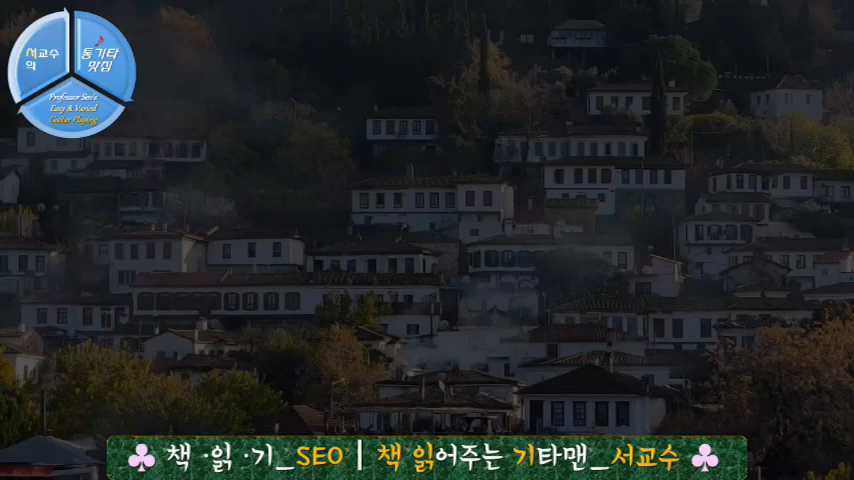 서교수의
통기타
맛집
Professor Seo's
Easy & Varied
Guitar Playing
♣ 책 ·읽 ·기_SEO | 책 읽어주는 기타맨_서교수 ♣